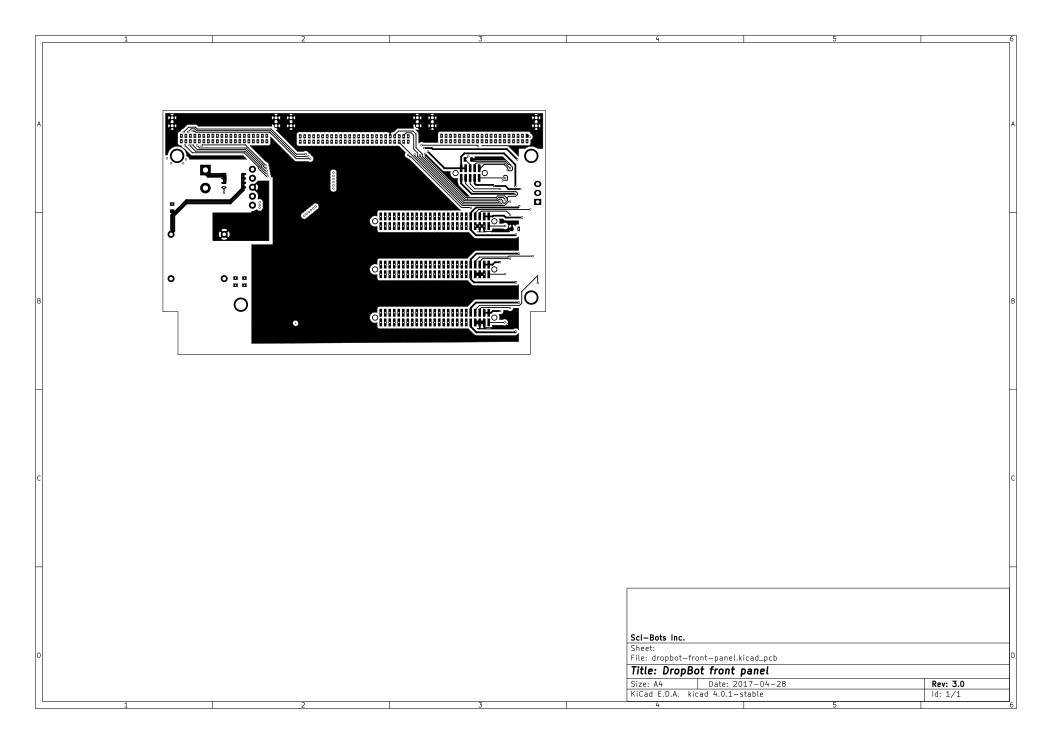 1 2 3 4 5 6
A A
B B
C C
D D
Sci-Bots Inc.
Sheet:
File: dropbot-front-panel.kicad_pcb
Title: DropBot front panel
Size: A4 Date: 2017-04-28 Rev: 3.0
KiCad E.D.A. kicad 4.0.1-stable Id: 1/1
1 2 3 4 5 6